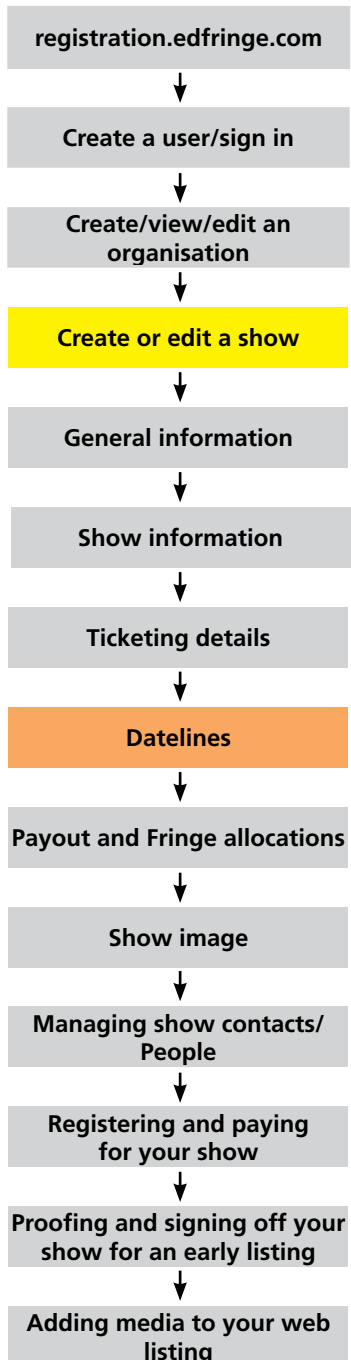 registration.edfringe.com
Create a user/sign in
Create/view/edit an
organisation
Create or edit a show
General information
Show information
Ticketing details
Datelines
Payout and Fringe allocations
Show image
Managing show contacts/
People
Registering and paying
for your show
Proofing and signing off your
show for an early listing
Adding media to your web
listing